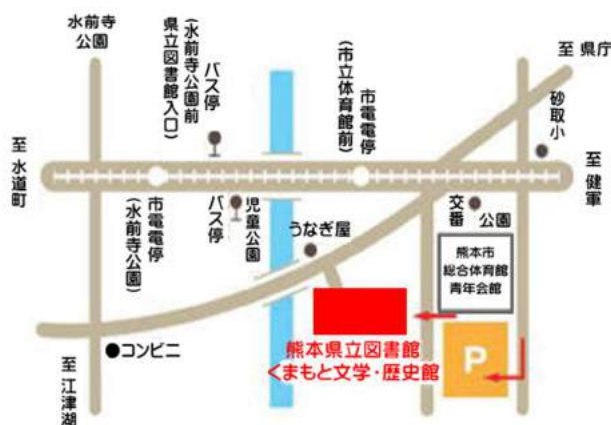 水前寺
公園
(水前寺公園前
県立図書館入口)
バス停
(市立体育館前)
市電電停
至 県庁
砂取小
至 水道町
至 健軍
市電電停
(水前寺公園)
バス停
児童公園
うなぎ屋
交番
公園
熊本市
総合体育館
青年会館
コンビニ
熊本県立図書館
くまもと文学・歴史館
P
至 江津湖